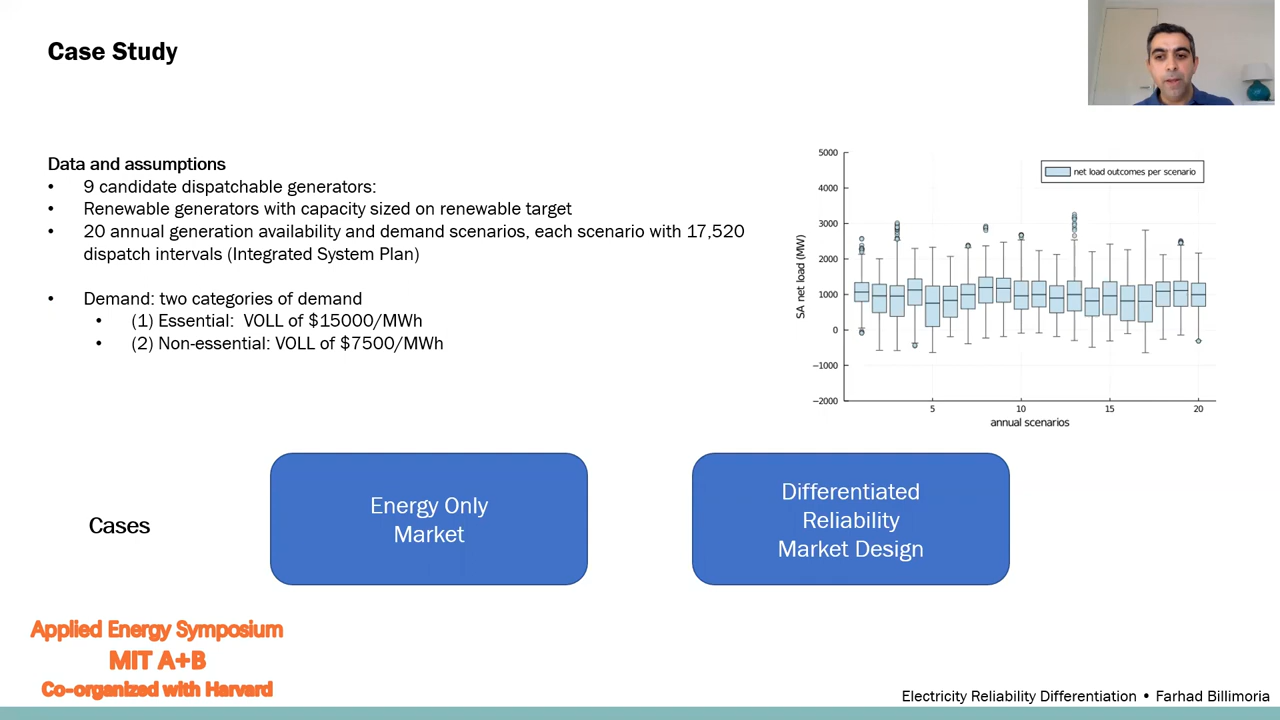 Case Study
Data and assumptions
• 9 candidate dispatchable generators:
• Renewable generators with capacity sized on renewable target
• 20 annual generation availability and demand scenarios, each scenario with 17,520
dispatch intervals (Integrated System Plan)
• Demand: two categories of demand
• (1) Essential: VOLL of $15000/MWh
• (2) Non-essential: VOLL of $7500/MWh
5000
4000
3000
2000
1000
0
−1000
−2000
SA net load (MW)
net load outcomes per scenario
5 10 15 20
annual scenarios
Cases
Energy Only
Market
Differentiated
Reliability
Market Design
Applied Energy Symposium
MIT A+B
Co-organized with Harvard
Electricity Reliability Differentiation • Farhad Billimoria